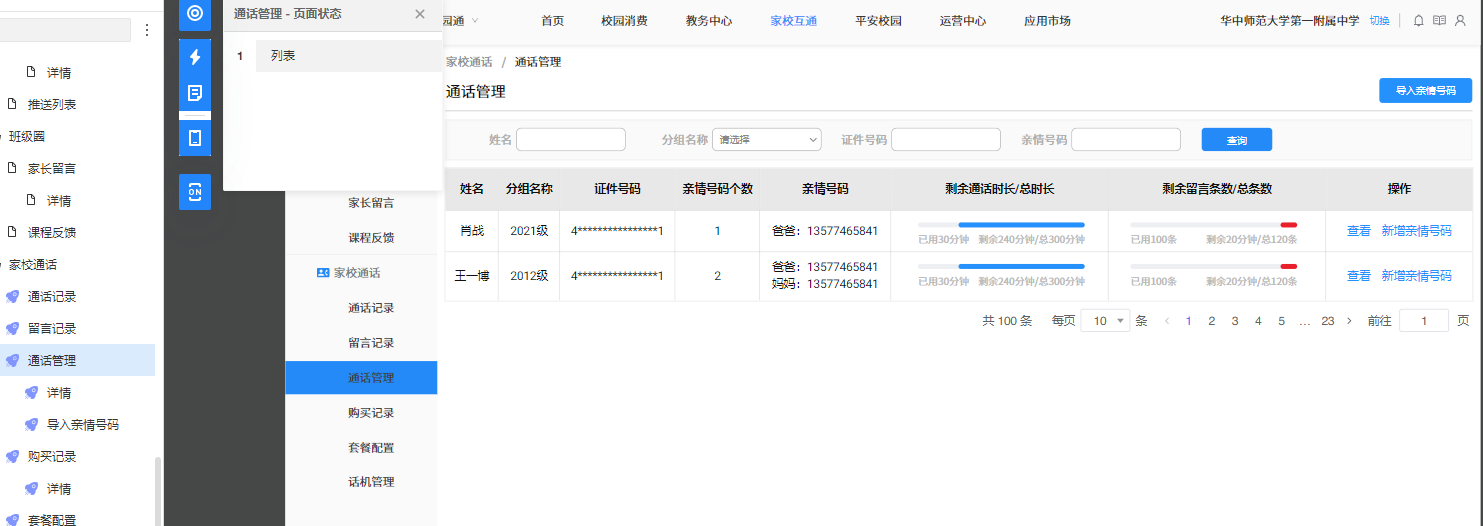 详情
推送列表
班级圈
家长留言
详情
课程反馈
家校通话
通话记录
留言记录
通话管理
详情
导入亲情号码
购买记录
详情
套餐配置
ON
通话管理 - 页面状态
1 列表
园通 首页 校园消费 教务中心 家校互通 平安校园 运营中心 应用市场 华中师范大学第一附属中学 切换
家校通话 / 通话管理
通话管理 导入亲情号码
姓名 分组名称 请选择 证件号码 亲情号码 查询
姓名 分组名称 证件号码 亲情号码个数 亲情号码 剩余通话时长/总时长 剩余留言条数/总条数 操作
肖战 2021级 4****************1 1 爸爸：13577465841 已用30分钟 剩余240分钟/总300分钟 已用100条 剩余20分钟/总120条 查看 新增亲情号码
王一博 2012级 4****************1 2 爸爸：13577465841 已用30分钟 剩余240分钟/总300分钟 已用100条 剩余20分钟/总120条 查看 新增亲情号码
妈妈：13577465841
共 100 条 每页 10 条 ‹ 1 2 3 4 5 … 23 › 前往 1 页
家长留言
课程反馈
家校通话
通话记录
留言记录
通话管理
购买记录
套餐配置
话机管理